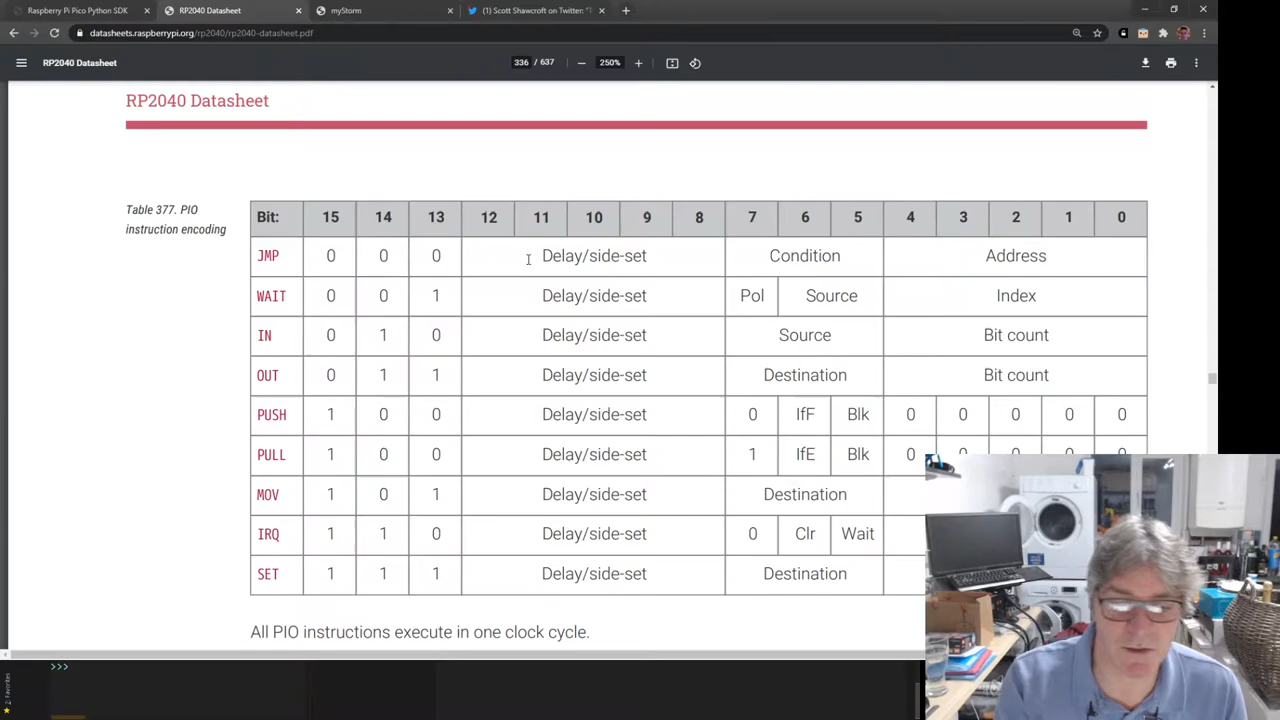 Raspberry Pi Pico Python SDK
RP2040 Datasheet
myStorm
(1) Scott Shawcroft on Twitter: "T
datasheets.raspberrypi.org/rp2040/rp2040-datasheet.pdf
RP2040 Datasheet
336 / 637
250%
RP2040 Datasheet
Table 377. PIO
instruction encoding
Bit: 15 14 13 12 11 10 9 8 7 6 5 4 3 2 1 0
JMP 0 0 0 Delay/side-set Condition Address
WAIT 0 0 1 Delay/side-set Pol Source Index
IN 0 1 0 Delay/side-set Source Bit count
OUT 0 1 1 Delay/side-set Destination Bit count
PUSH 1 0 0 Delay/side-set 0 IfF Blk 0 0 0 0 0
PULL 1 0 0 Delay/side-set 1 IfE Blk 0 0 0 0 0
MOV 1 0 1 Delay/side-set Destination
IRQ 1 1 0 Delay/side-set 0 Clr Wait
SET 1 1 1 Delay/side-set Destination
All PIO instructions execute in one clock cycle.
>>>
2: Favorites